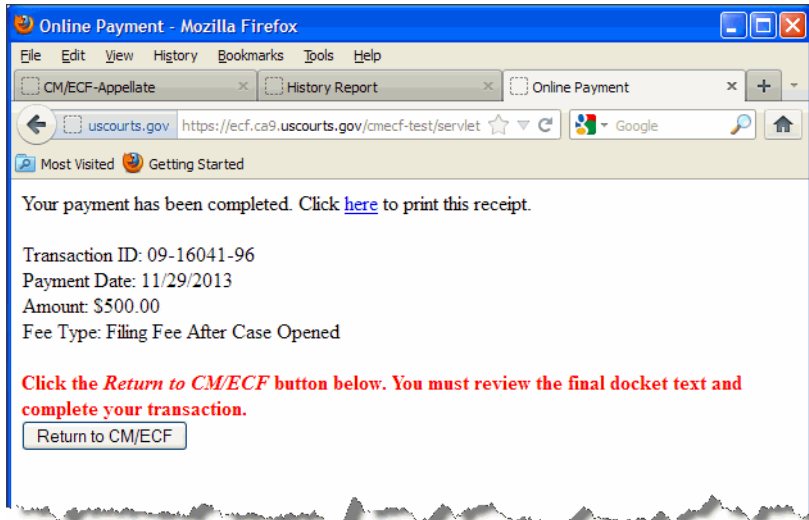 Online Payment - Mozilla Firefox
File Edit View History Bookmarks Tools Help
CM/ECF-Appellate × History Report × Online Payment × +
uscourts.gov https://ecf.ca9.uscourts.gov/cmecf-test/servlet Google
Most Visited Getting Started
Your payment has been completed. Click here to print this receipt.
Transaction ID: 09-16041-96
Payment Date: 11/29/2013
Amount: $500.00
Fee Type: Filing Fee After Case Opened
Click the Return to CM/ECF button below. You must review the final docket text and
complete your transaction.
Return to CM/ECF